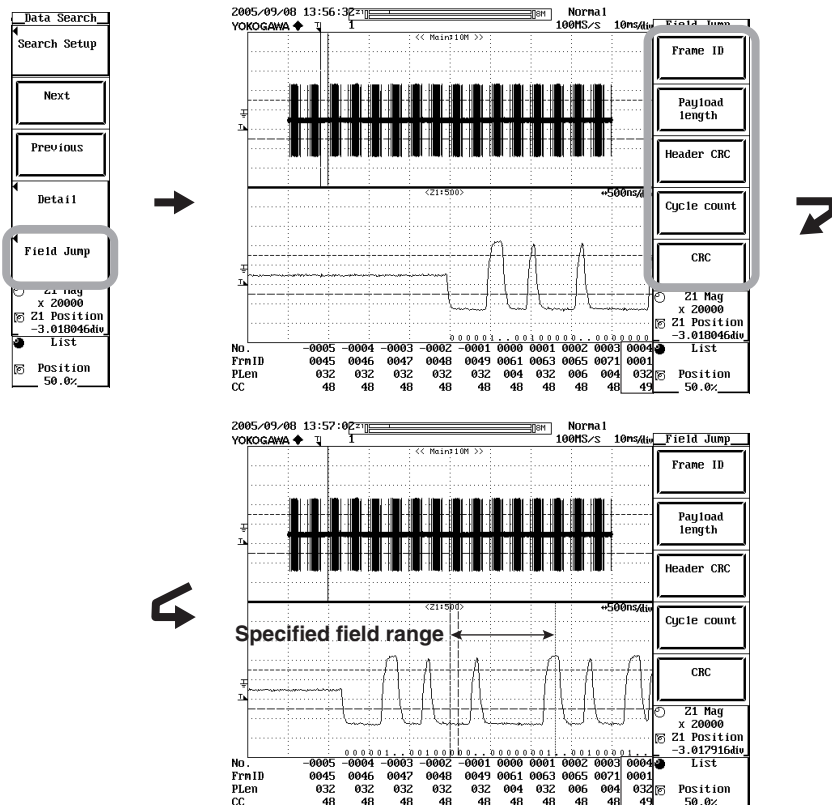 Data Search
Search Setup
Next
Previous
Detail
Field Jump
Z1 Mag
x 20000
Z1 Position
-3.018046div
List
Position
50.0%
2005/09/08 13:56:32
Normal
YOKOGAWA ◆
1
100MS/s 10ms/div
<< Main:10M >>
<Z1:500>
500ns/div
Field Jump
Frame ID
Payload
length
Header CRC
Cycle count
CRC
Z1 Mag
x 20000
Z1 Position
-3.018046div
List
Position
50.0%
No. -0005 -0004 -0003 -0002 -0001 0000 0001 0002 0003 0004
FrmID 0045 0046 0047 0048 0049 0061 0063 0065 0071 0001
PLen 032 032 032 032 032 004 032 006 004 032
CC 48 48 48 48 48 48 48 48 48 49
2005/09/08 13:57:02
8M
Normal
YOKOGAWA ◆
1
100MS/s 10ms/div
<< Main:10M >>
<Z1:500>
500ns/div
Specified field range
Field Jump
Frame ID
Payload
length
Header CRC
Cycle count
CRC
Z1 Mag
x 20000
Z1 Position
-3.017916div
List
Position
50.0%
No. -0005 -0004 -0003 -0002 -0001 0000 0001 0002 0003 0004
FrmID 0045 0046 0047 0048 0049 0061 0063 0065 0071 0001
PLen 032 032 032 032 032 004 032 006 004 032
CC 48 48 48 48 48 48 48 48 48 49